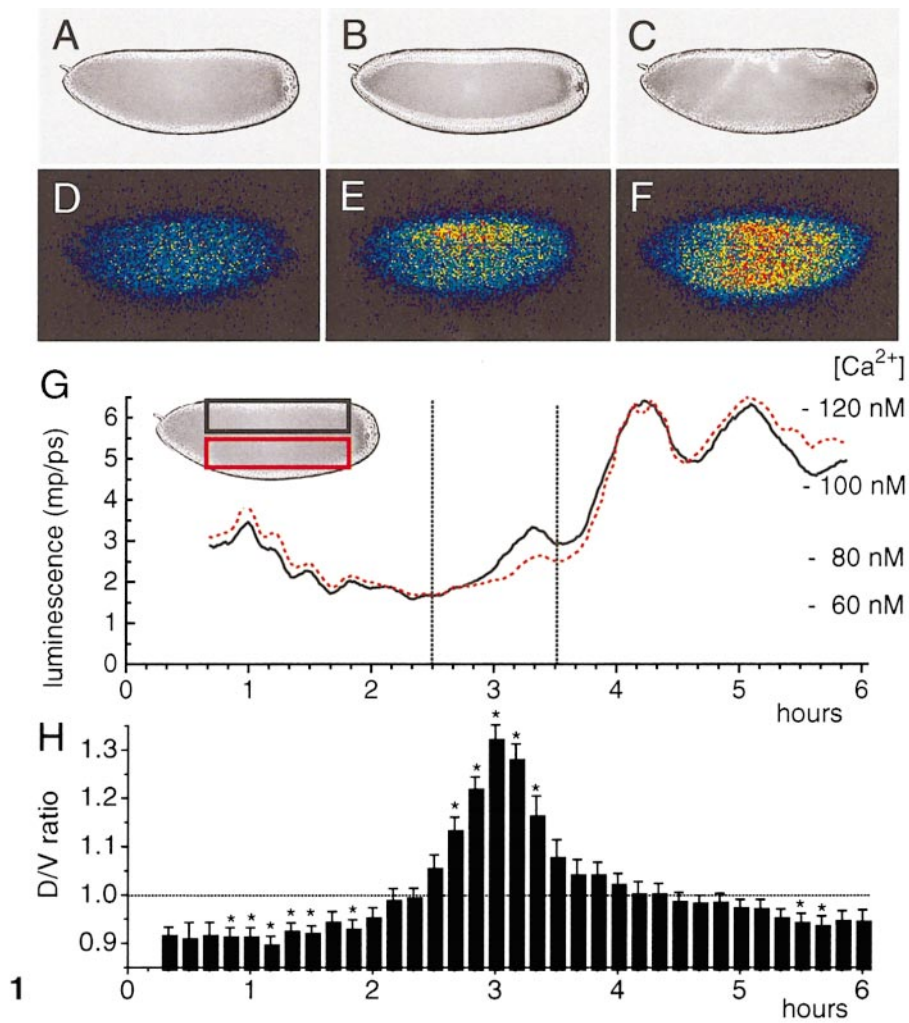 A
B
C
D
E
F
[Ca2+]
G
6
5
4
3
2
1
0
luminescence (mp/ps)
- 120 nM
- 100 nM
- 80 nM
- 60 nM
0 1 2 3 4 5 6
hours
H
1.3
1.2
1.1
1.0
0.9
D/V ratio
* * * * * * * * * * * * * *
0 1 2 3 4 5 6
hours
1